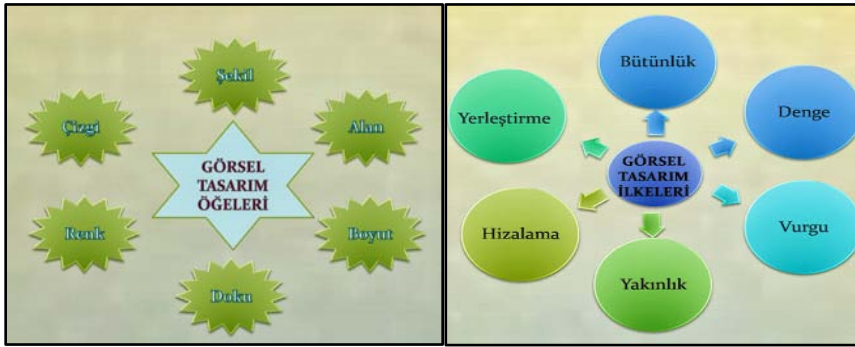 Şekil
Çizgi
Alan
GÖRSEL
TASARIM
ÖĞELERİ
Renk
Boyut
Doku
Bütünlük
Yerleştirme
Denge
GÖRSEL
TASARIM
İLKELERİ
Hizalama
Vurgu
Yakınlık